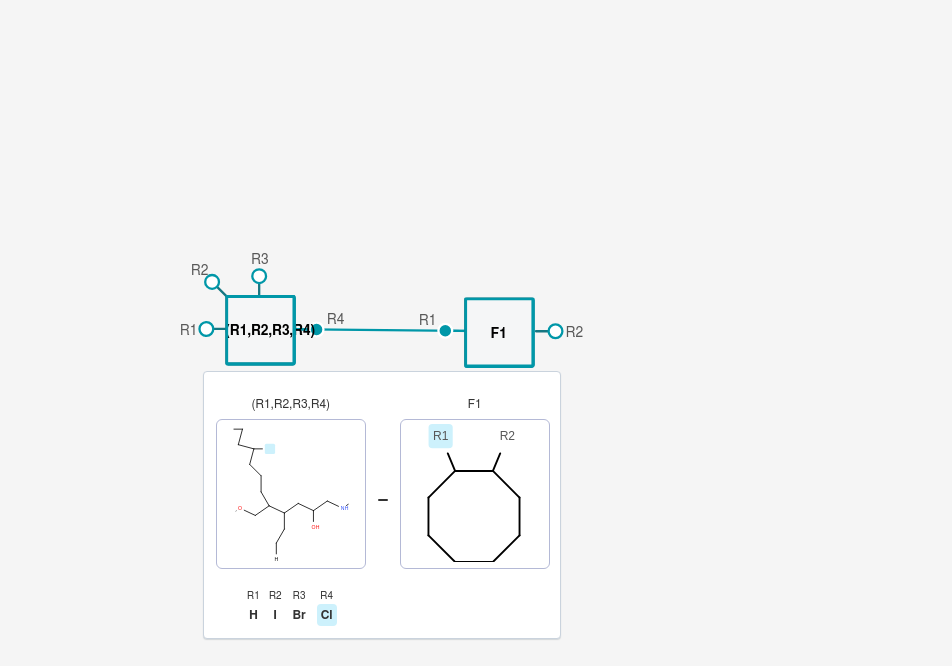 R3
R2
R1 (R1,R2,R3,R4) R4 R1 F1 R2
(R1,R2,R3,R4) F1
R1 R2
O
OH
H
–
R1 R2 R3 R4
H I Br Cl